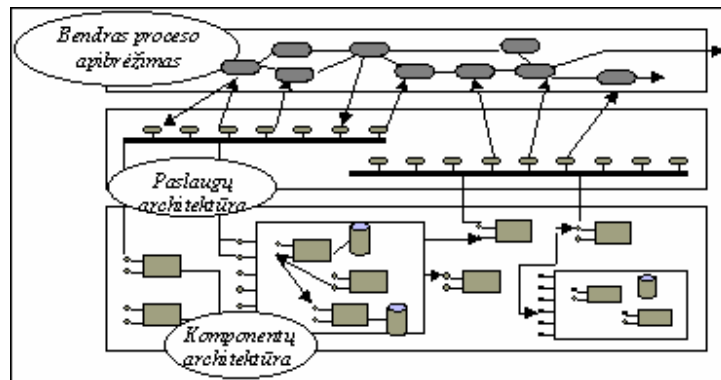 Bendras proceso
apibrėžimas
Paslaugų
architektūra
Komponentų
architektūra